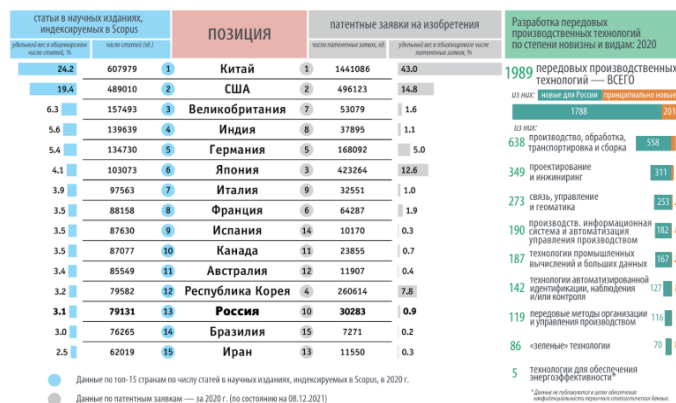 статьи в научных изданиях,
индексируемых в Scopus
удельный вес в общемировом
числе статей, %
число статей (ед.)
ПОЗИЦИЯ
патентные заявки на изобретения
число патентных заявок, ед.
удельный вес в общемировом числе
патентных заявок, %
24.2 607979 1 Китай 1 1441086 43.0
19.4 489010 2 США 2 496123 14.8
6.3 157493 3 Великобритания 7 53079 1.6
5.6 139639 4 Индия 8 37895 1.1
5.4 134730 5 Германия 5 168092 5.0
4.1 103073 6 Япония 3 423264 12.6
3.9 97563 7 Италия 9 32551 1.0
3.5 88158 8 Франция 6 64287 1.9
3.5 87630 9 Испания 14 10170 0.3
3.5 87077 10 Канада 11 23855 0.7
3.4 85549 11 Австралия 12 11907 0.4
3.2 79582 12 Республика Корея 4 260614 7.8
3.1 79131 13 Россия 10 30283 0.9
3.0 76265 14 Бразилия 15 7271 0.2
2.5 62019 15 Иран 13 11550 0.3
Данные по топ-15 странам по числу статей в научных изданиях, индексируемых в Scopus, в 2020 г.
Данные по патентным заявкам — за 2020 г. (по состоянию на 08.12.2021)
Разработка передовых
производственных технологий
по степени новизны и видам: 2020
1989 передовых производственных
технологий — ВСЕГО
из них: новые для России принципиально новые
1788 201
из них:
638 производство, обработка,
транспортировка и сборка 558
349 проектирование
и инжиниринг 311
273 связь, управление
и геоматика 253
190 производств. информационная
система и автоматизация
управления производством 182
187 технологии промышленных
вычислений и больших данных 167
142 технологии автоматизированной
идентификации, наблюдения
и/или контроля 127
119 передовые методы организации
и управления производством 116
86 «зеленые» технологии 70
5 технологии для обеспечения
энергоэффективности*
* Данные не публикуются в целях обеспечения
конфиденциальности первичных статистических данных.